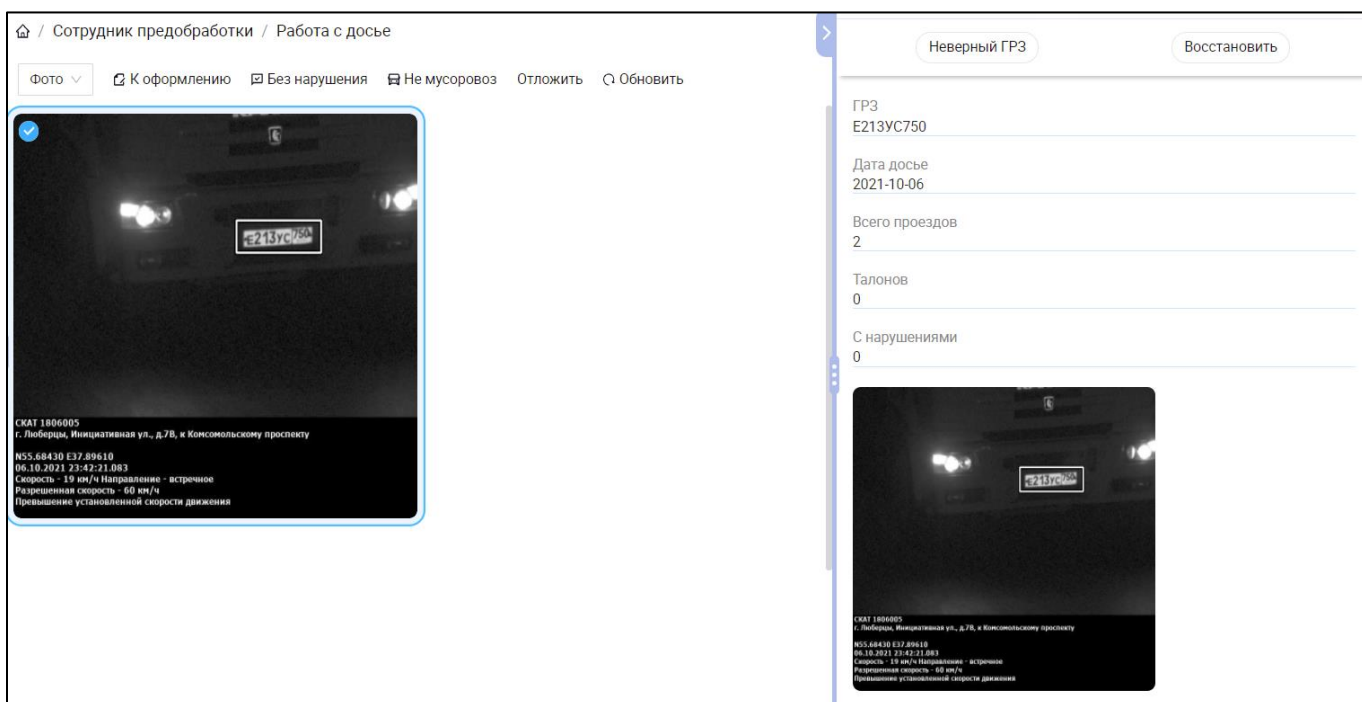 / Сотрудник предобработки / Работа с досье
Фото К оформлению Без нарушения Не мусоровоз Отложить Обновить
Е213УС 750
СКАТ 1806005
г. Люберцы, Инициативная ул., д.7В, к Комсомольскому проспекту
N55.68430 E37.89610
06.10.2021 23:42:21.083
Скорость - 19 км/ч Направление - встречное
Разрешенная скорость - 60 км/ч
Превышение установленной скорости движения
Неверный ГРЗ Восстановить
ГРЗ
Е213УС750
Дата досье
2021-10-06
Всего проездов
2
Талонов
0
С нарушениями
0
Е213УС 750
СКАТ 1806005
г. Люберцы, Инициативная ул., д.7В, к Комсомольскому проспекту
N55.68430 E37.89610
06.10.2021 23:42:21.083
Скорость - 19 км/ч Направление - встречное
Разрешенная скорость - 60 км/ч
Превышение установленной скорости движения